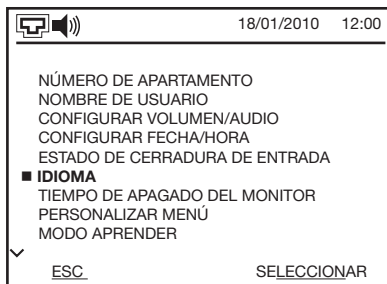 18/01/2010 12:00
NÚMERO DE APARTAMENTO
NOMBRE DE USUARIO
CONFIGURAR VOLUMEN/AUDIO
CONFIGURAR FECHA/HORA
ESTADO DE CERRADURA DE ENTRADA
IDIOMA
TIEMPO DE APAGADO DEL MONITOR
PERSONALIZAR MENÚ
MODO APRENDER
ESC SELECCIONAR